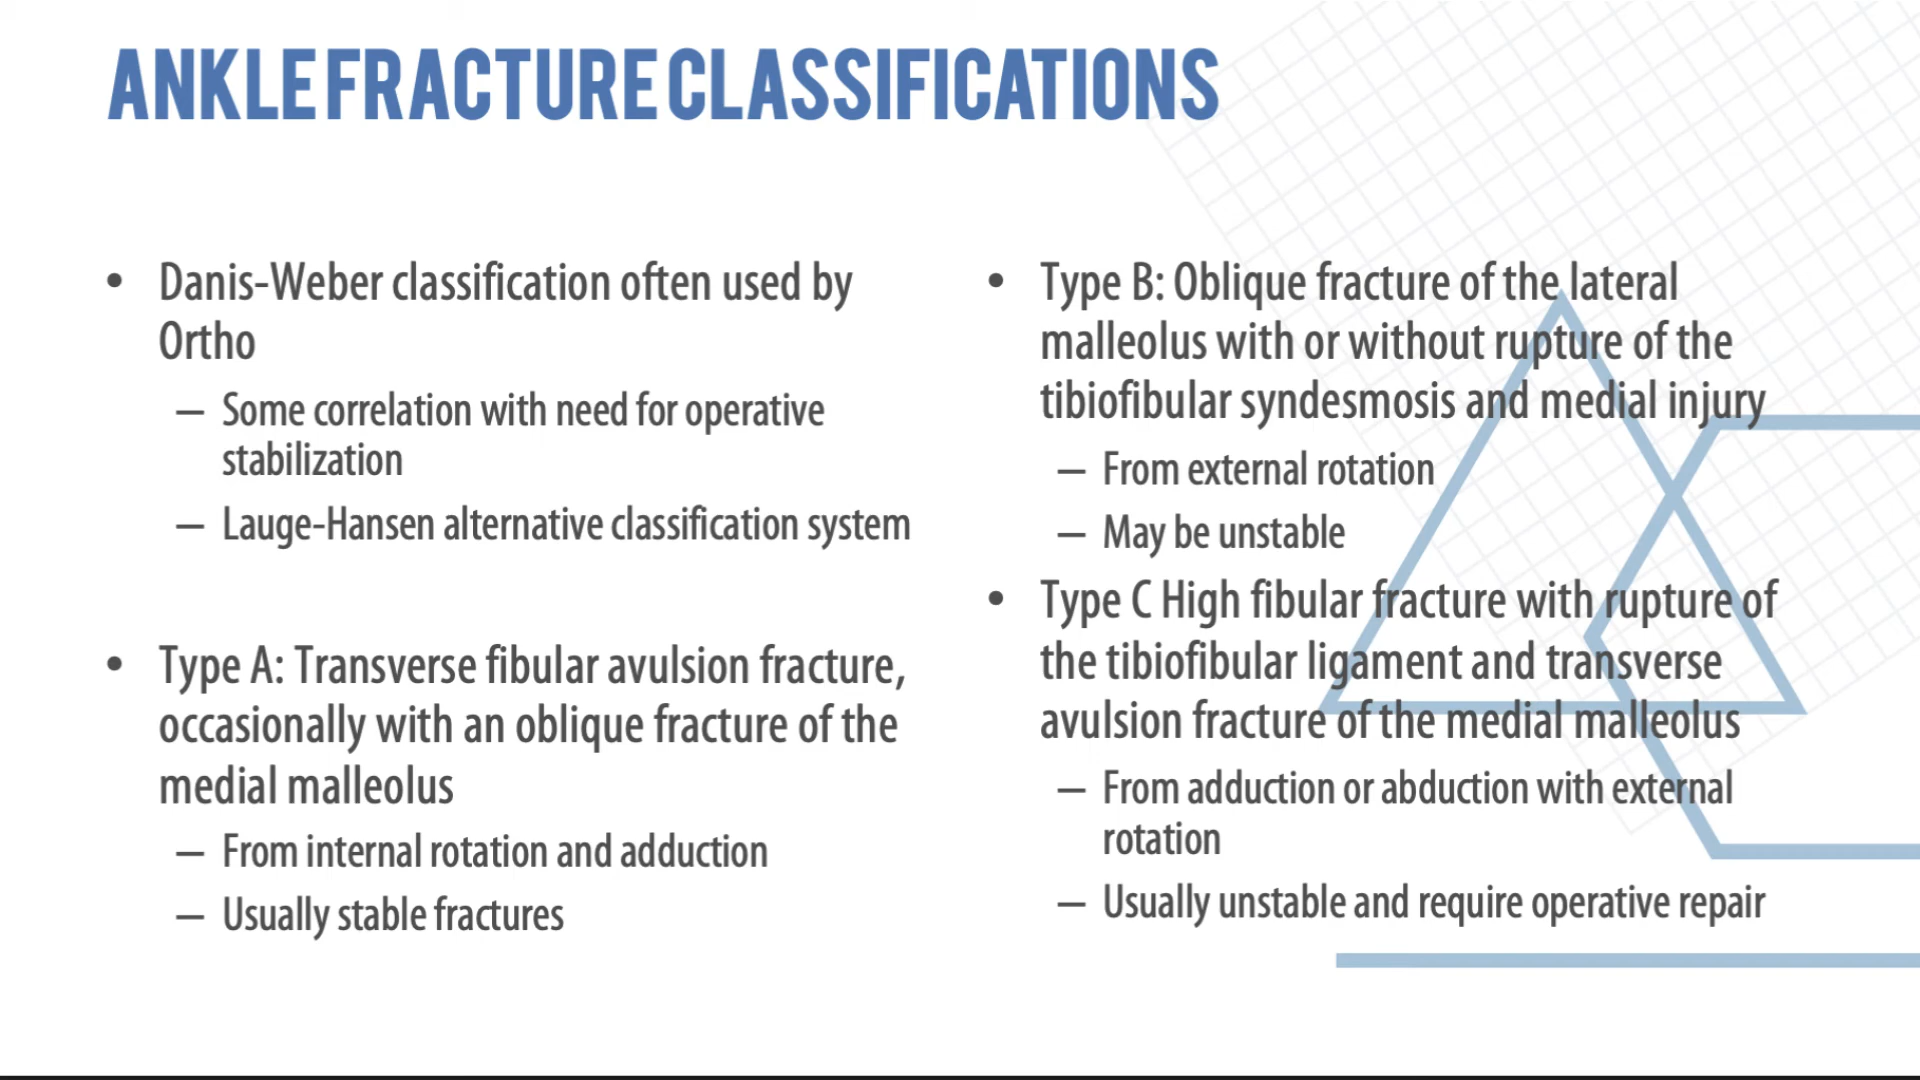 ANKLE FRACTURE CLASSIFICATIONS
• Danis-Weber classification often used by
Ortho
– Some correlation with need for operative
stabilization
– Lauge-Hansen alternative classification system
• Type A: Transverse fibular avulsion fracture,
occasionally with an oblique fracture of the
medial malleolus
– From internal rotation and adduction
– Usually stable fractures
• Type B: Oblique fracture of the lateral
malleolus with or without rupture of the
tibiofibular syndesmosis and medial injury
– From external rotation
– May be unstable
• Type C High fibular fracture with rupture of
the tibiofibular ligament and transverse
avulsion fracture of the medial malleolus
– From adduction or abduction with external
rotation
– Usually unstable and require operative repair